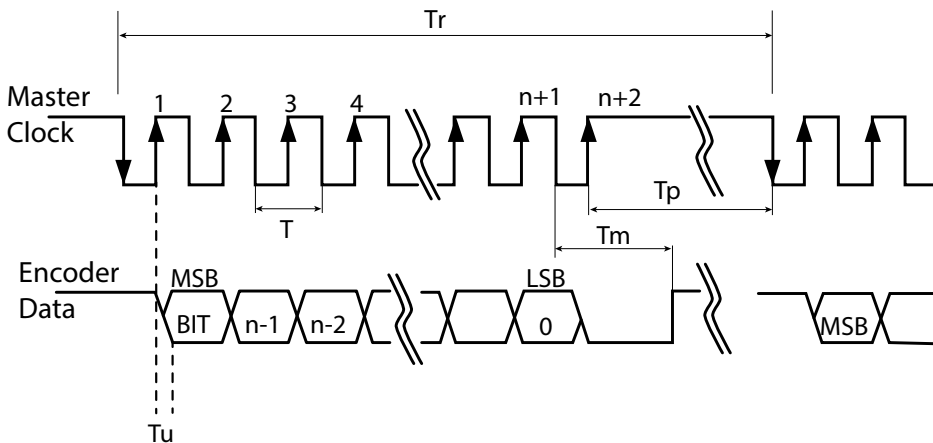 Tr
Master
Clock
1
2
3
4
n+1
n+2
T
Tp
Tm
Encoder
Data
MSB
BIT
n-1
n-2
LSB
0
MSB
Tu